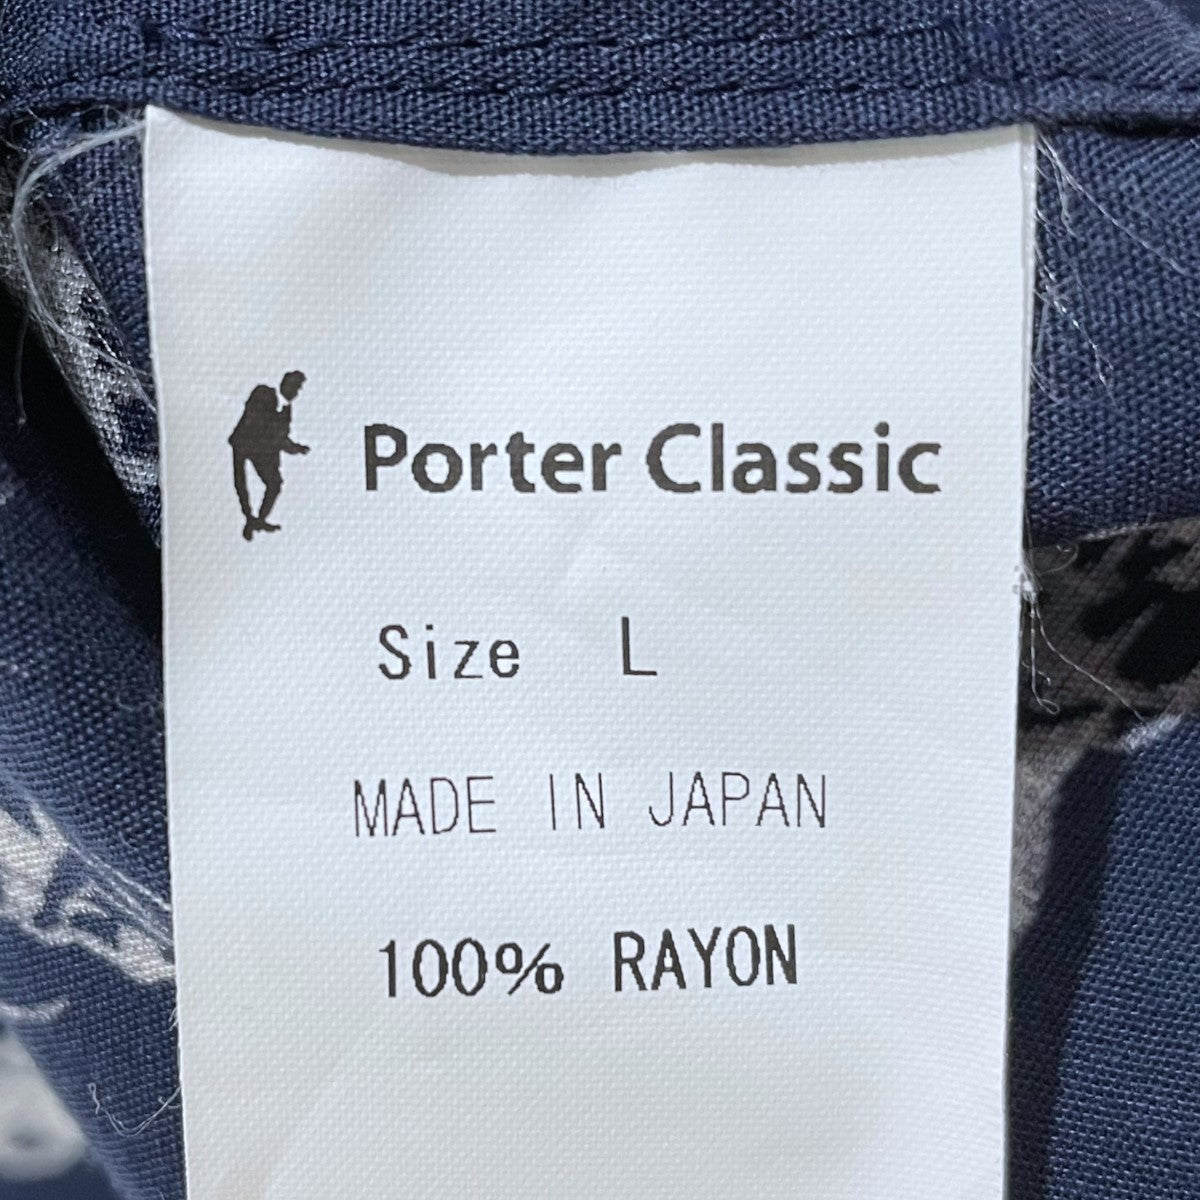 Porter Classic
Size L
MADE IN JAPAN
100% RAYON